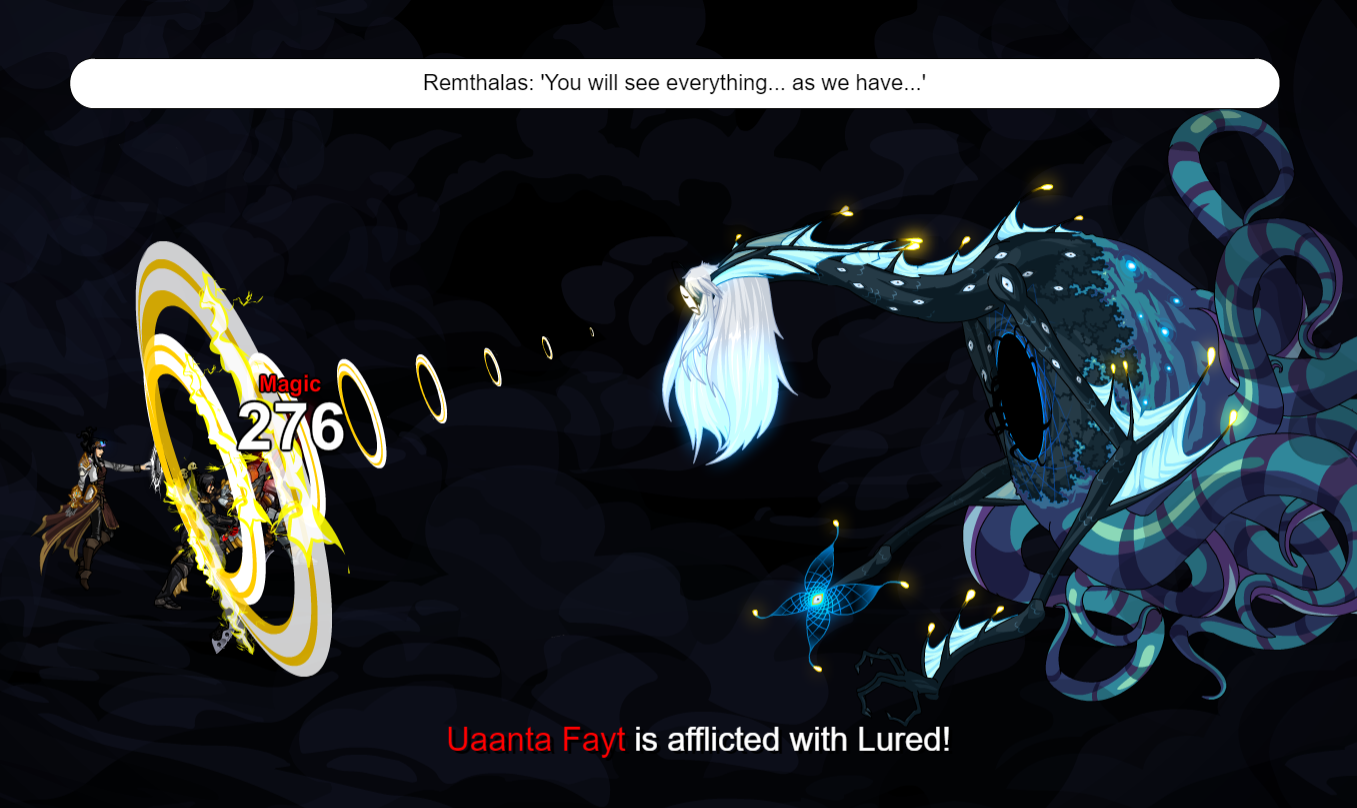 Remthalas: 'You will see everything... as we have...'
Magic
276
Uaanta Fayt is afflicted with Lured!